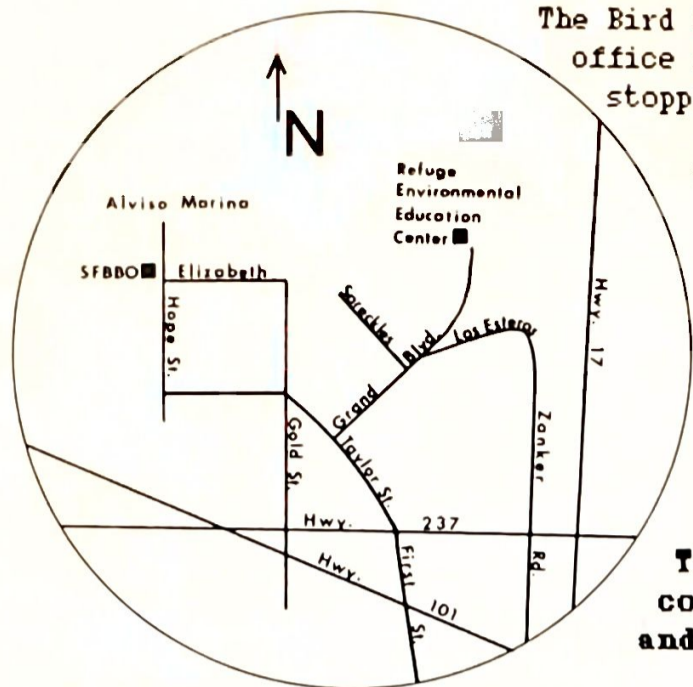 The Bird
office
stopp
N
Refuge
Environmental
Education
Center
Alviso Marina
SFBBO
Elizabeth
Hope St.
Spreckles
Blvd
Los Esteros
Hwy. 17
Grand
Zanker
Rd.
Gold St.
Taylor St.
Hwy. 237
Hwy. 101
First St.
T
co
and